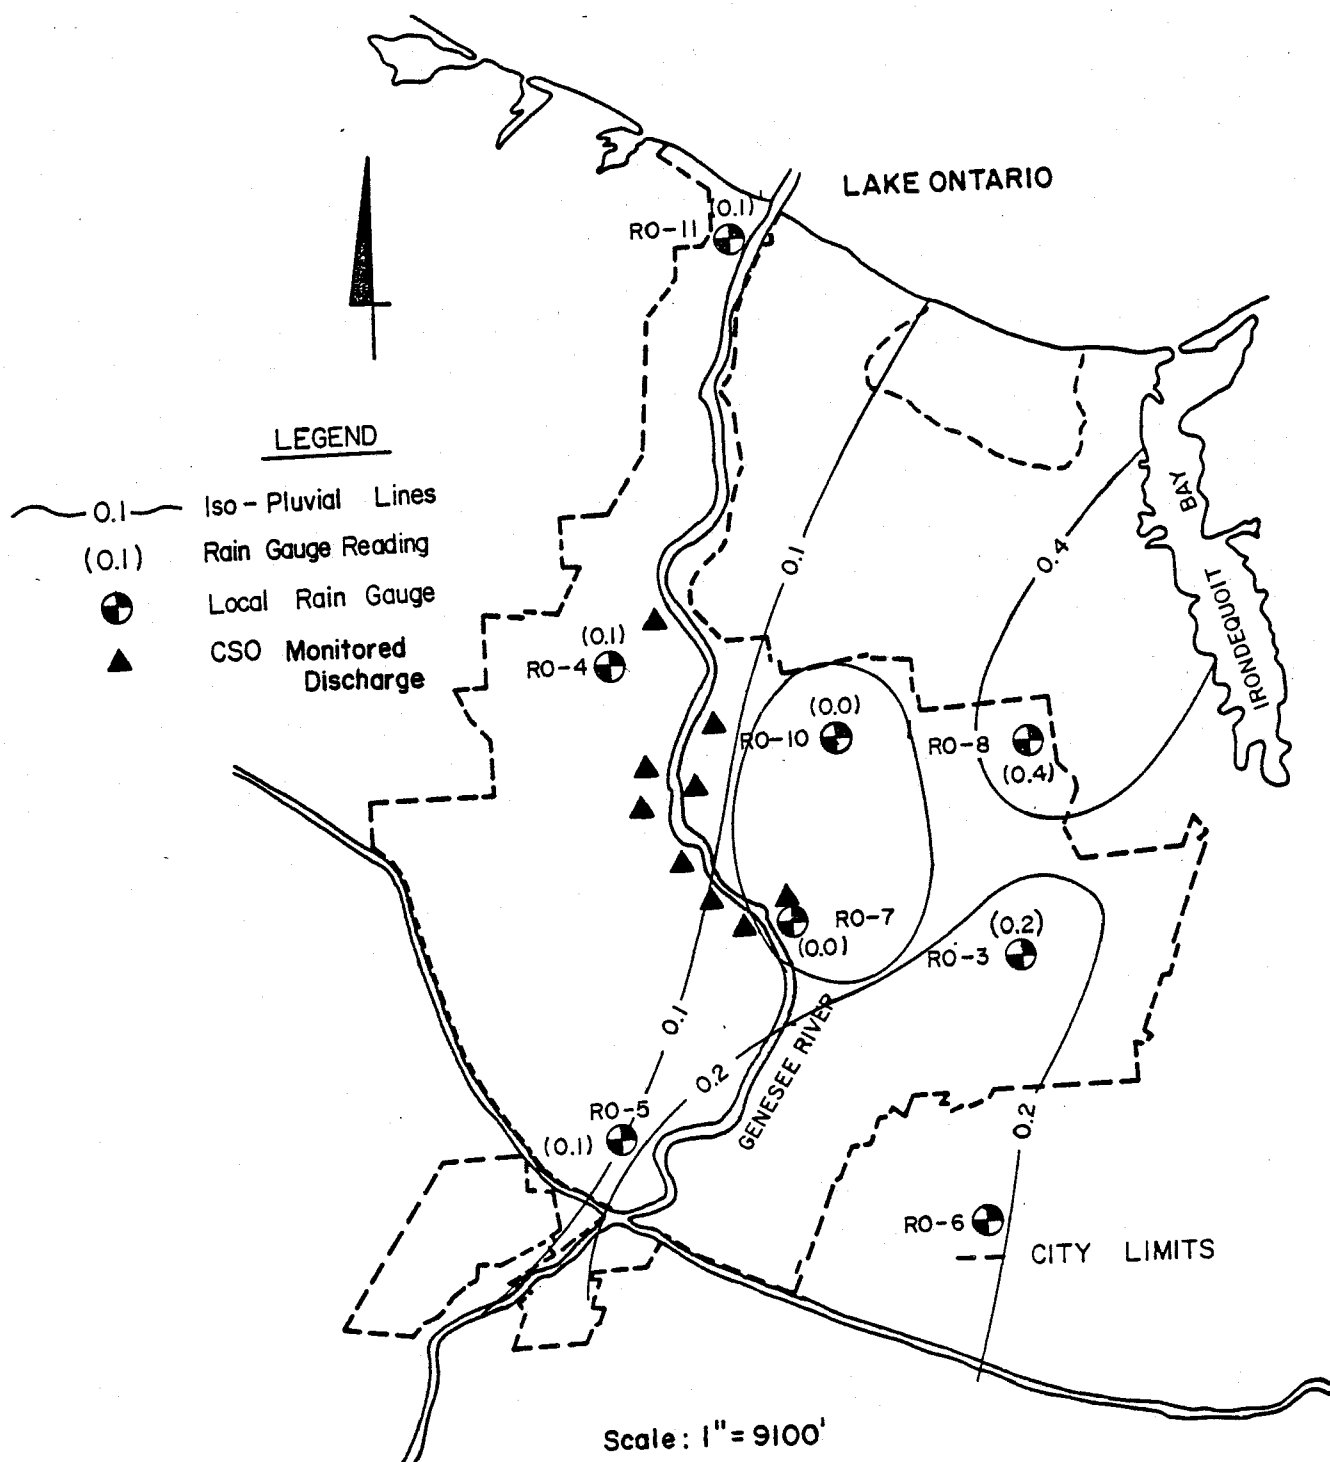 LAKE ONTARIO
(0.1)
RO-11
LEGEND
0.1 Iso-Pluvial Lines
(0.1) Rain Gauge Reading
Local Rain Gauge
CSO Monitored
Discharge
BAY
IRONDEQUOIT
0.1
0.4
(0.1)
RO-4
(0.0)
RO-10
RO-8
(0.4)
RO-7
(0.0)
(0.2)
RO-3
0.1
0.2
GENESEE RIVER
RO-5
(0.1)
0.2
RO-6
CITY LIMITS
Scale: 1"=9100'